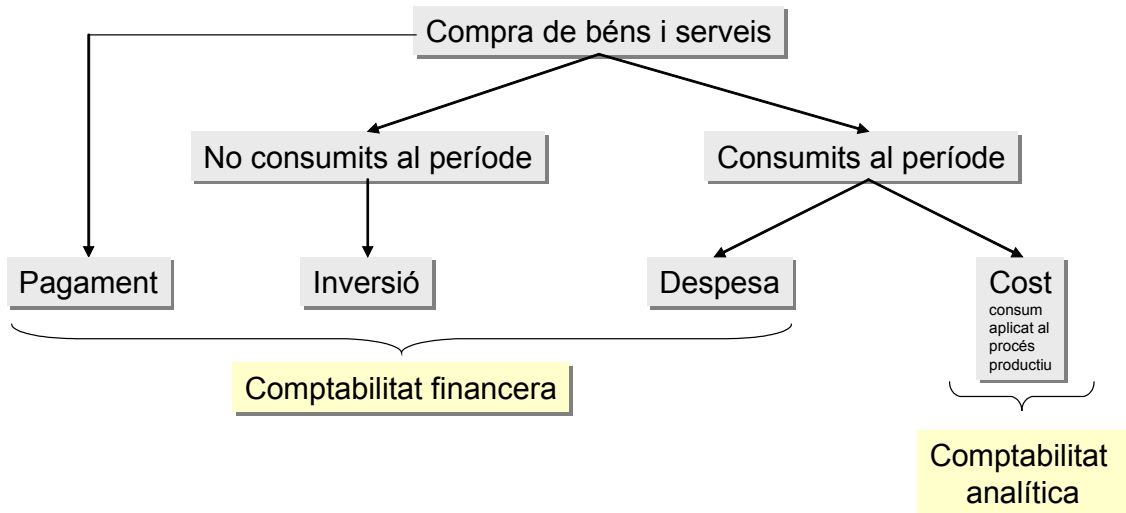 Compra de béns i serveis
No consumits al període
Consumits al període
Pagament
Inversió
Despesa
Cost
consum
aplicat al
procés
productiu
Comptabilitat financera
Comptabilitat
analítica